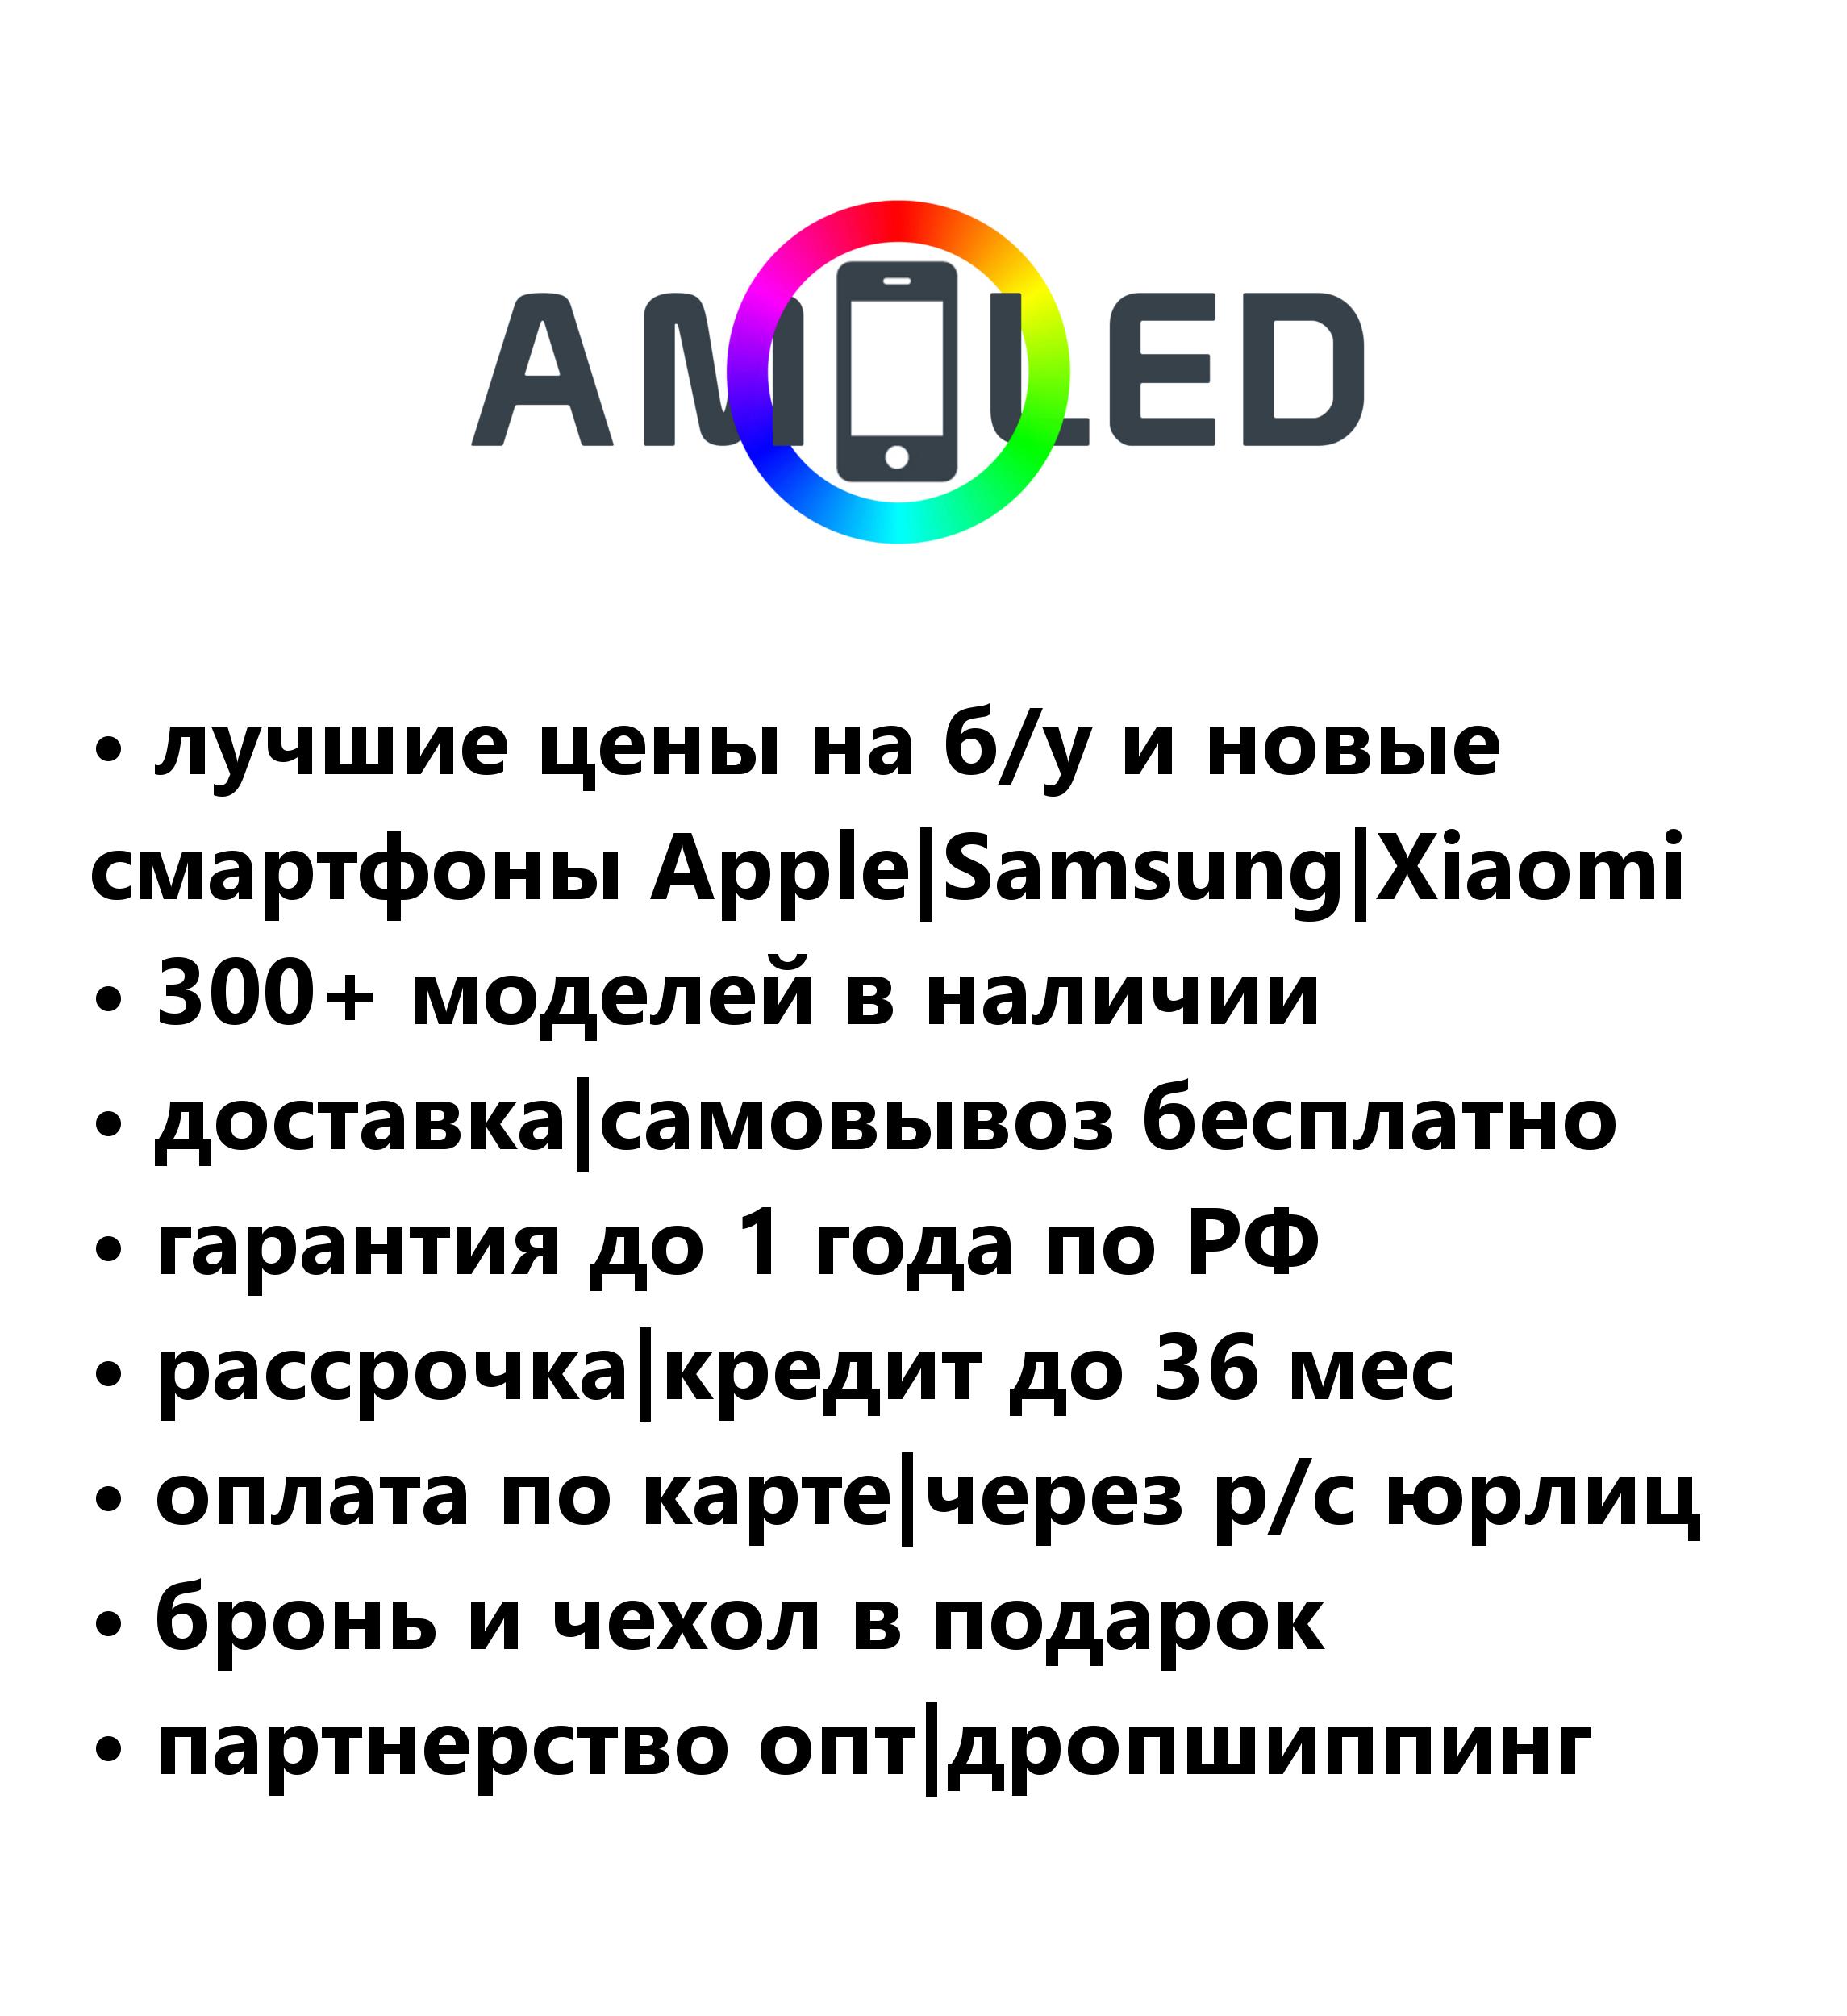 AMOLED
• лучшие цены на б/у и новые
смартфоны Apple|Samsung|Xiaomi
• 300+ моделей в наличии
• доставка|самовывоз бесплатно
• гарантия до 1 года по РФ
• рассрочка|кредит до 36 мес
• оплата по карте|через р/с юрлиц
• бронь и чехол в подарок
• партнерство опт|дропшиппинг